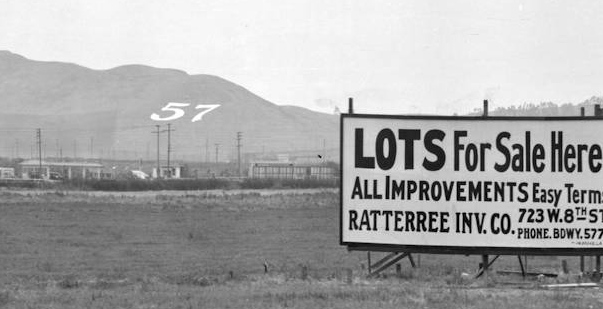 57
LOTS For Sale Here
ALL IMPROVEMENTS Easy Terms
RATTERREE INV. CO. 723 W. 8TH ST
PHONE. BDWY. 577